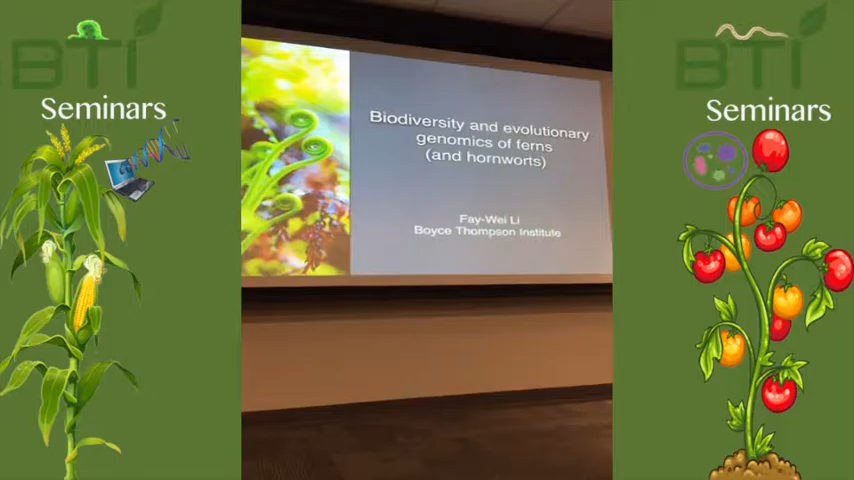 BTI
Seminars
Biodiversity and evolutionary
genomics of ferns
(and hornworts)
Fay-Wei Li
Boyce Thompson Institute
BTI
Seminars